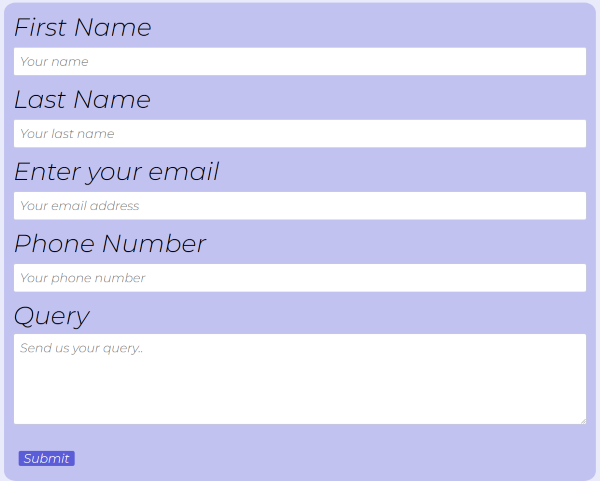 First Name
Your name
Last Name
Your last name
Enter your email
Your email address
Phone Number
Your phone number
Query
Send us your query..
Submit